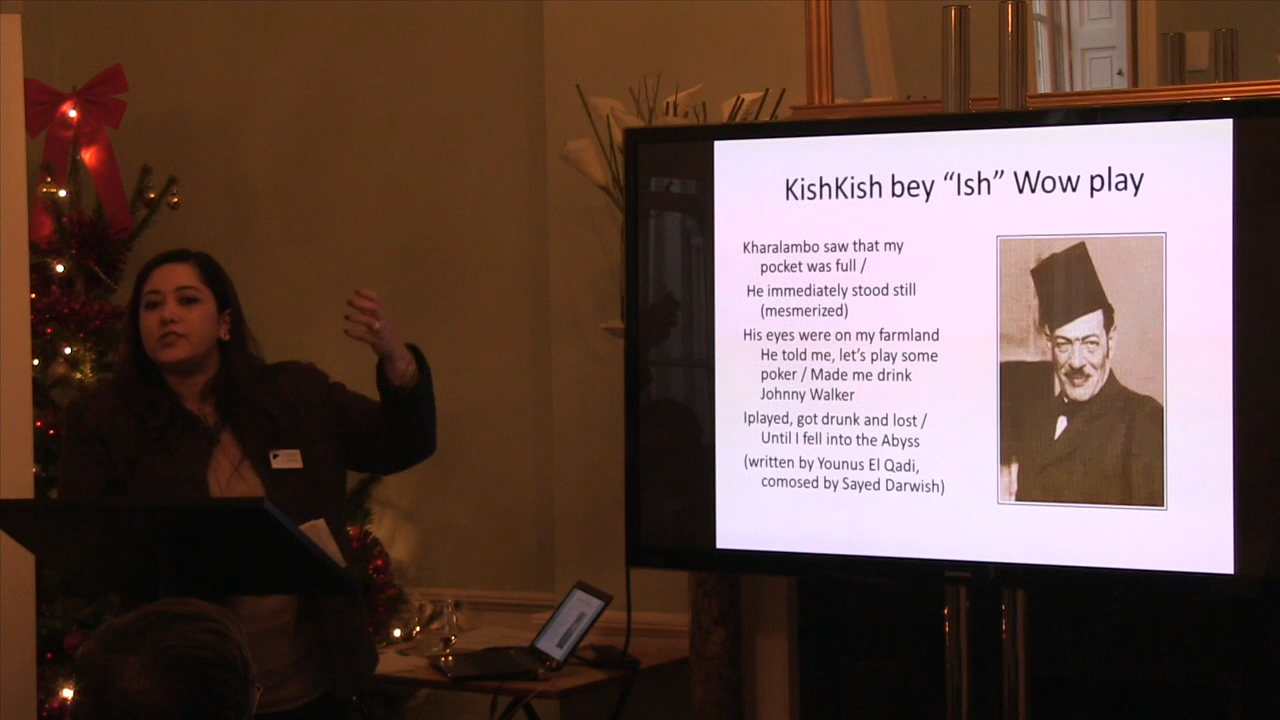 KishKish bey “Ish” Wow play
Kharalambo saw that my
pocket was full /
He immediately stood still
(mesmerized)
His eyes were on my farmland
He told me, let’s play some
poker / Made me drink
Johnny Walker
Iplayed, got drunk and lost /
Until I fell into the Abyss
(written by Younus El Qadi,
comosed by Sayed Darwish)